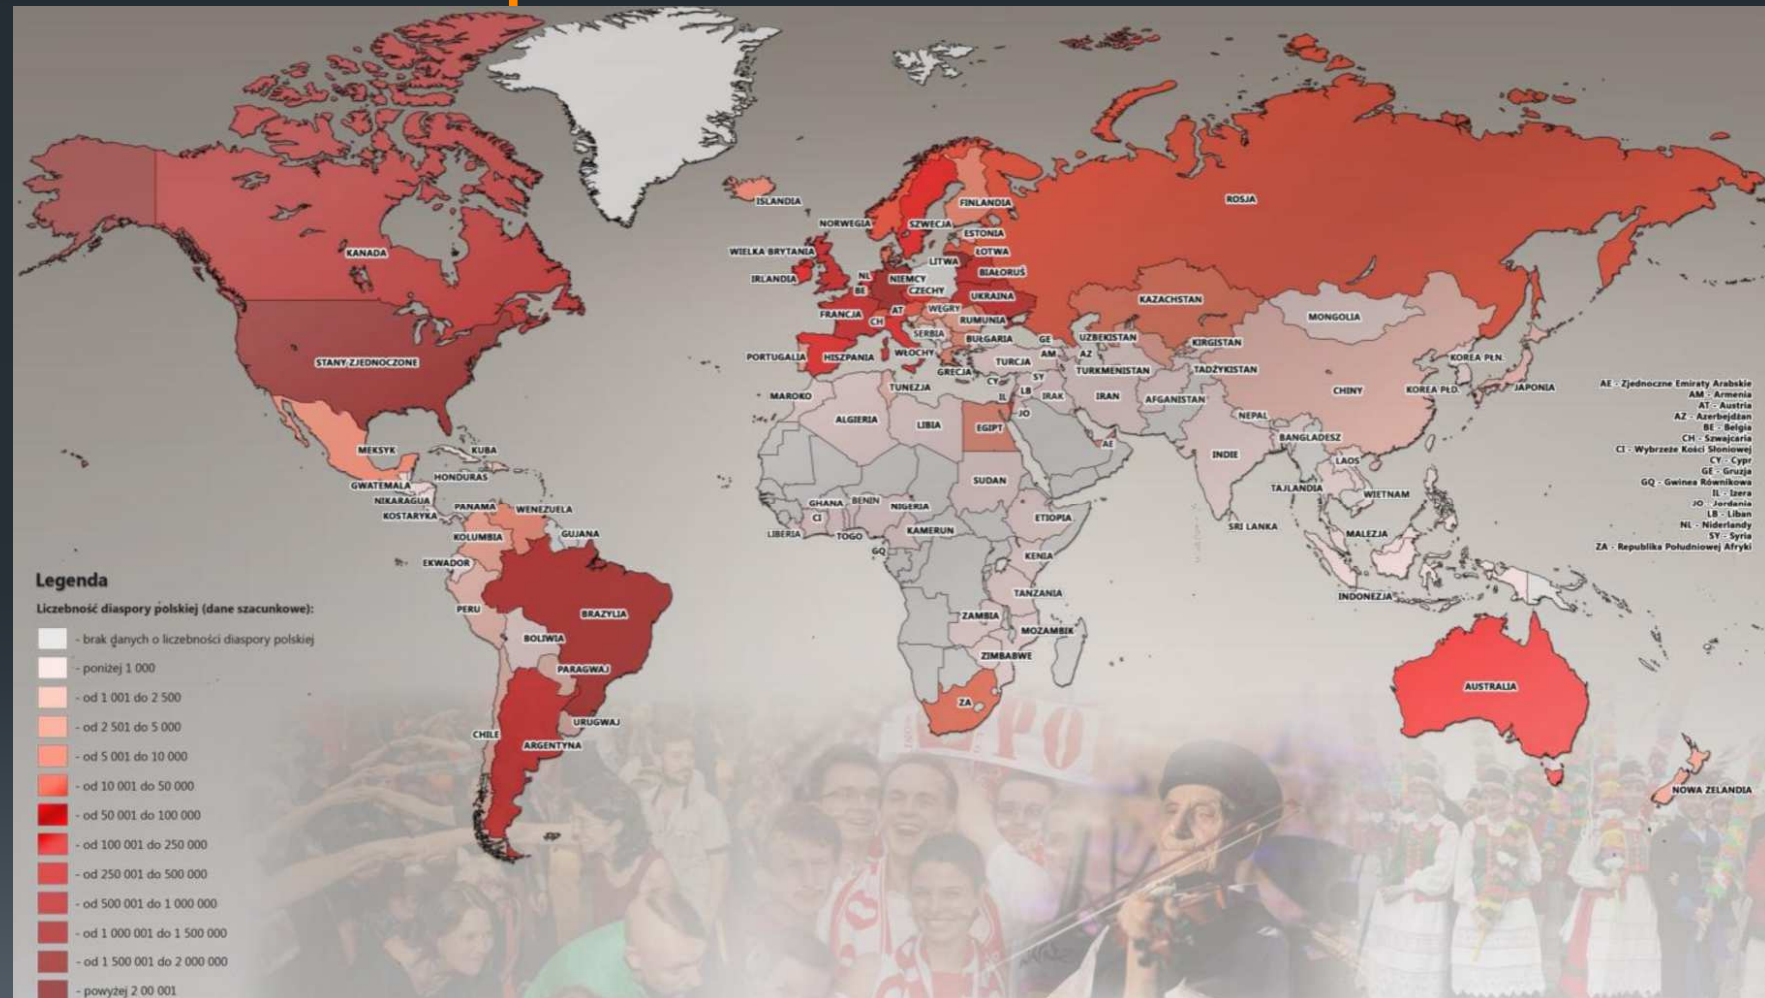 ISLANDIA
FINLANDIA
ROSJA
NORWEGIA
SZWECJA
ESTONIA
WIELKA BRYTANIA
ŁOTWA
KANADA
LITWA
BIAŁORUŚ
IRLANDIA
NL
NIEMCY
BE
CZECHY
UKRAINA
KAZACHSTAN
FRANCJA
AT
WĘGRY
CH
RUMUNIA
MONGOLIA
SERBIA
BUŁGARIA
GE
UZBEKISTAN
KIRGISTAN
STANY ZJEDNOCZONE
PORTUGALIA
HISZPANIA
WŁOCHY
GRECJA
TURCJA
AM
AZ
TURKMENISTAN
TADŻYKISTAN
KOREA PŁN.
CY
SY
TUNEZJA
MAROKO
IL
LB
IRAK
IRAN
AFGANISTAN
CHINY
KOREA PŁD.
JAPONIA
ALGIERIA
LIBIA
EGIPT
JO
NEPAL
AE
BANGLADESZ
MEKSYK
KUBA
INDIE
LAOS
GWATEMALA
HONDURAS
SUDAN
TAJLANDIA
WIETNAM
NIKARAGUA
KOSTARYKA
PANAMA
WENEZUELA
GHANA
BENIN
NIGERIA
CI
ETIOPIA
SRI LANKA
KOLUMBIA
GUJANA
LIBERIA
TOGO
KAMERUN
MALEZJA
GQ
KENIA
EKWADOR
TANZANIA
INDONEZJA
PERU
BRAZYLIA
ZAMBIA
MOZAMBIK
BOLIWIA
ZIMBABWE
PARAGWAJ
AUSTRALIA
ZA
URUGWAJ
CHILE
ARGENTYNA
NOWA ZELANDIA
AE - Zjednoczne Emiraty Arabskie
AM - Armenia
AT - Austria
AZ - Azerbejdżan
BE - Belgia
CH - Szwajcaria
CI - Wybrzeże Kości Słoniowej
CY - Cypr
GE - Gruzja
GQ - Gwinea Równikowa
IL - Izera
JO - Jordania
LB - Liban
NL - Niderlandy
SY - Syria
ZA - Republika Południowej Afryki
Legenda
Liczebność diaspory polskiej (dane szacunkowe):
- brak danych o liczebności diaspory polskiej
- poniżej 1 000
- od 1 001 do 2 500
- od 2 501 do 5 000
- od 5 001 do 10 000
- od 10 001 do 50 000
- od 50 001 do 100 000
- od 100 001 do 250 000
- od 250 001 do 500 000
- od 500 001 do 1 000 000
- od 1 000 001 do 1 500 000
- od 1 500 001 do 2 000 000
- powyżej 2 00 001